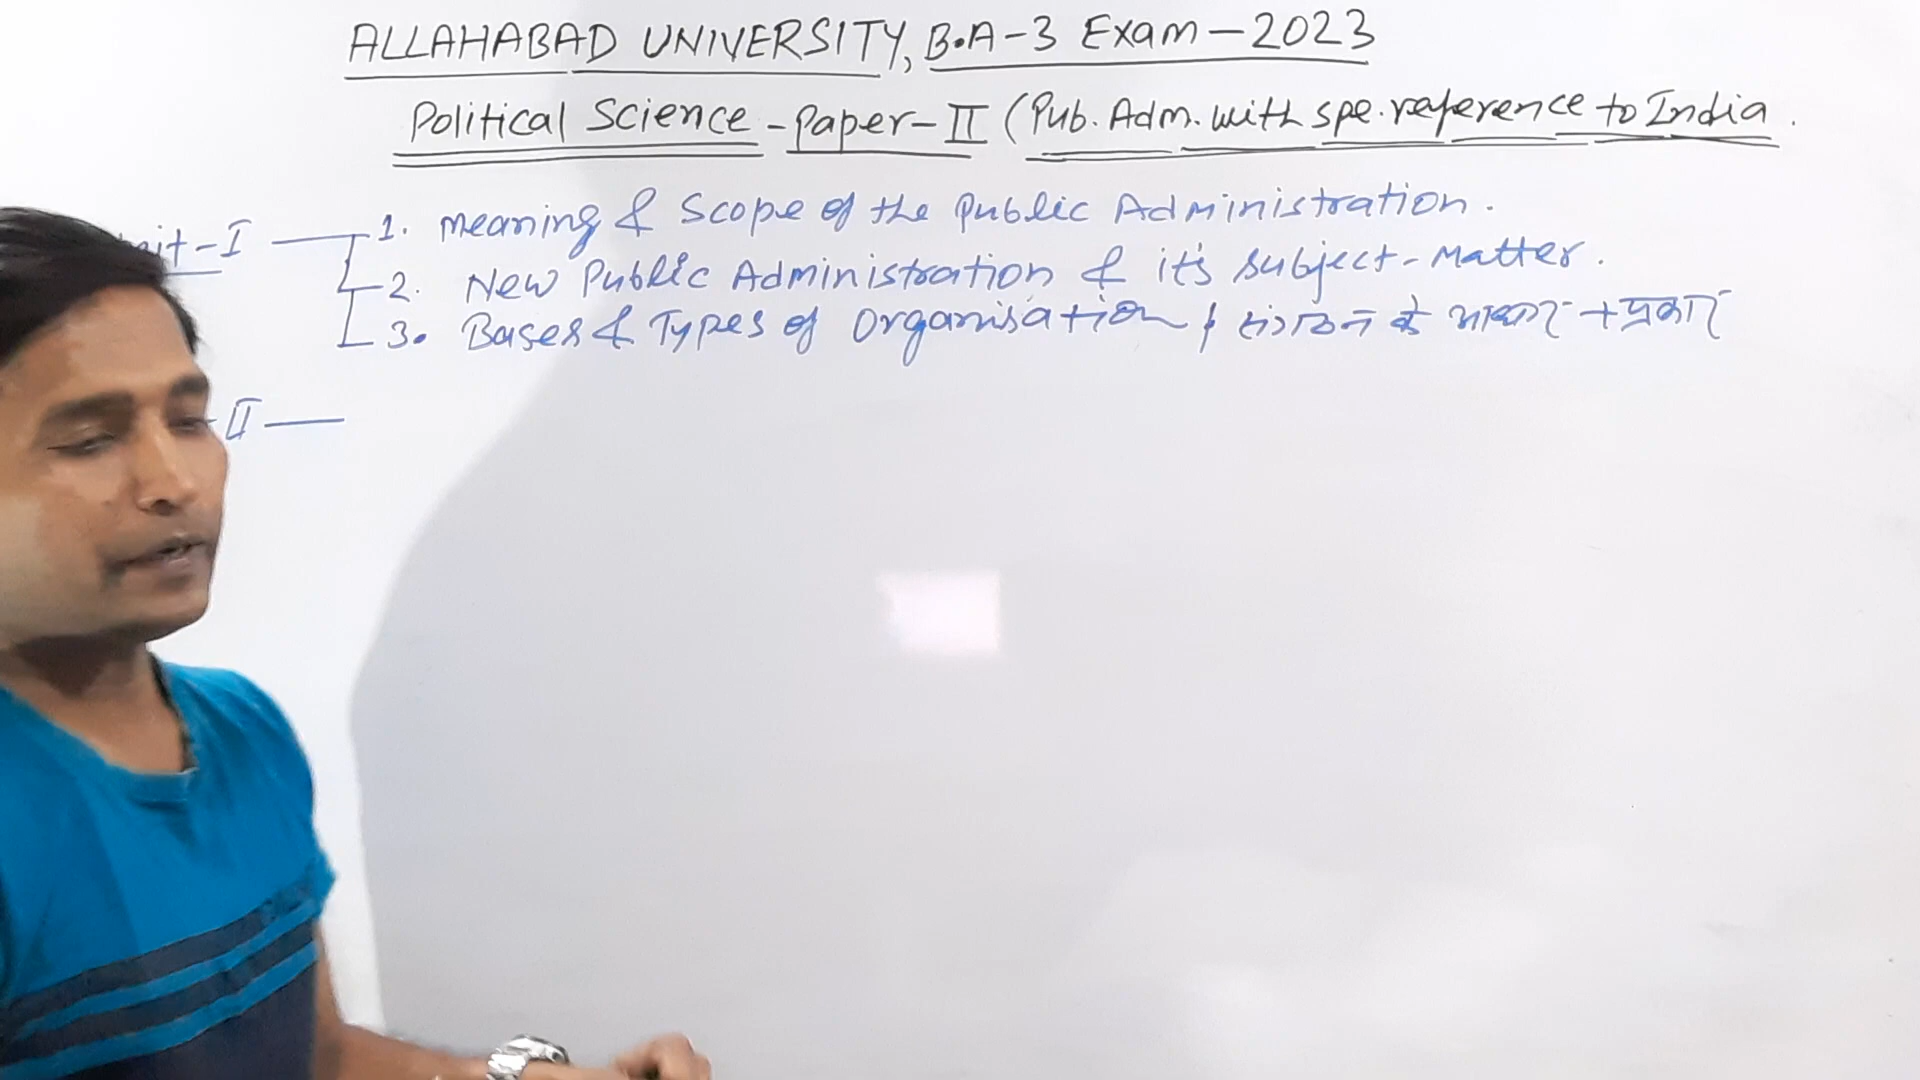 ALLAHABAD UNIVERSITY, B.A-3 Exam-2023
Political Science-Paper-II (Pub. Adm. with spe. reference to India.
it-I
1. Meaning & Scope of the Public Administration.
2. New Public Administration & it's subject-Matter.
3. Bases & Types of Organisation संगठन के आकार + प्रकार
II